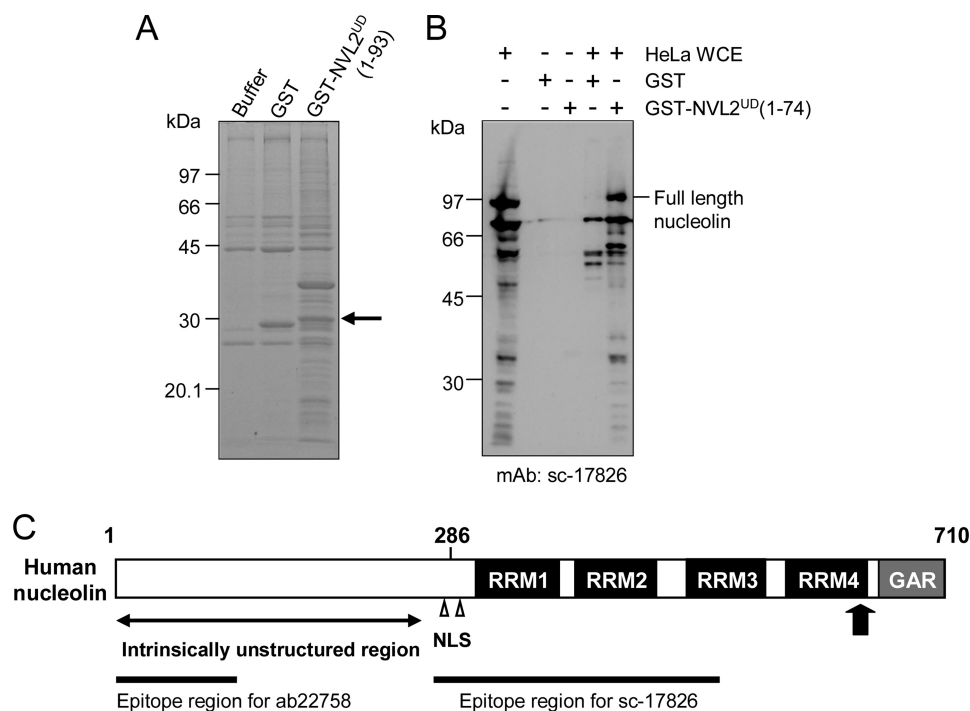 A
Buffer
GST
GST-NVL2UD
(1-93)
kDa
97
66
45
30
20.1
B
+ - - + + HeLa WCE
- + - + - GST
- - + - + GST-NVL2UD(1-74)
kDa
97
66
45
30
Full length
nucleolin
mAb: sc-17826
C
1 286 710
Human
nucleolin
RRM1 RRM2 RRM3 RRM4 GAR
NLS
Intrinsically unstructured region
Epitope region for ab22758
Epitope region for sc-17826